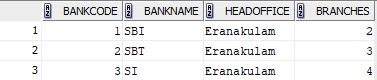 BANKCODE BANKNAME HEADOFFICE BRANCHES
1 1 SBI Eranakulam 2
2 2 SBT Eranakulam 3
3 3 SI Eranakulam 4